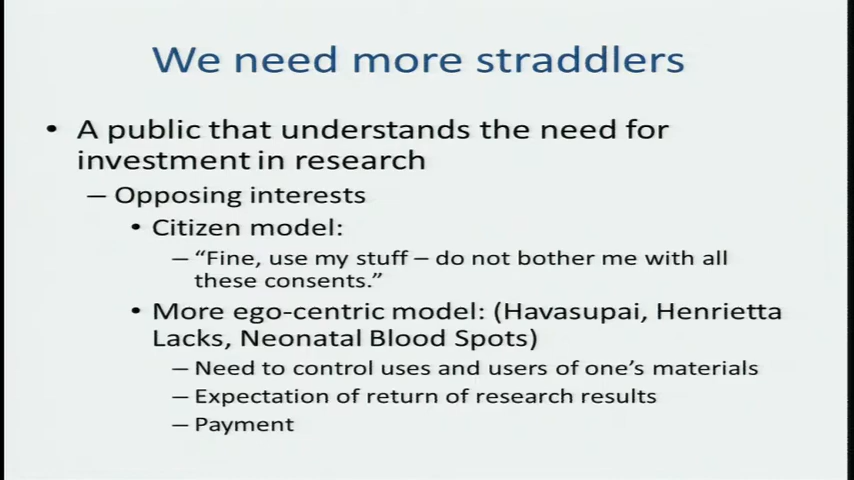 We need more straddlers
• A public that understands the need for
investment in research
– Opposing interests
• Citizen model:
– “Fine, use my stuff – do not bother me with all
these consents.”
• More ego-centric model: (Havasupai, Henrietta
Lacks, Neonatal Blood Spots)
– Need to control uses and users of one’s materials
– Expectation of return of research results
– Payment